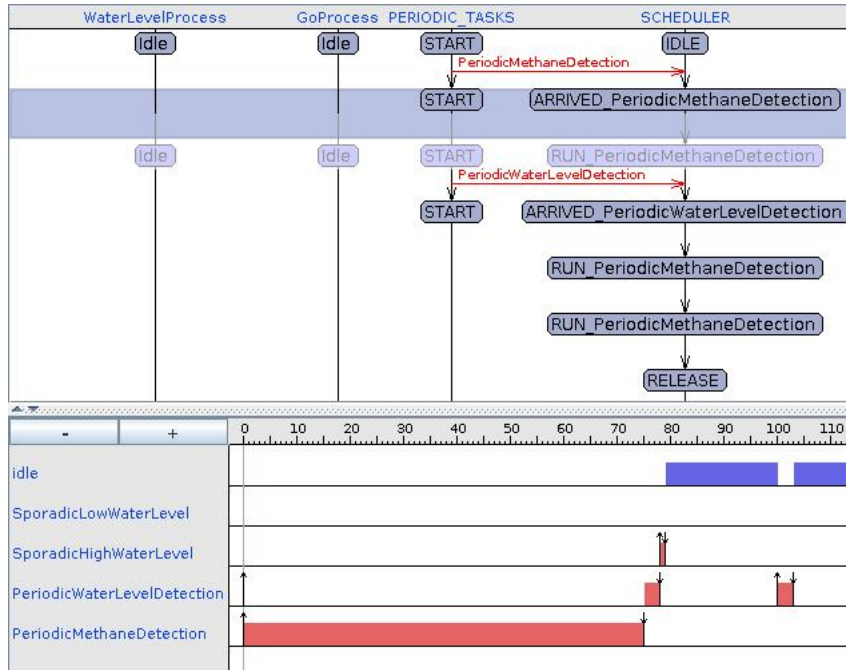 WaterLevelProcess GoProcess PERIODIC_TASKS SCHEDULER
Idle Idle START IDLE
PeriodicMethaneDetection
START ARRIVED_PeriodicMethaneDetection
Idle Idle START RUN_PeriodicMethaneDetection
PeriodicWaterLevelDetection
START ARRIVED_PeriodicWaterLevelDetection
RUN_PeriodicMethaneDetection
RUN_PeriodicMethaneDetection
RELEASE
- + 0 10 20 30 40 50 60 70 80 90 100 110
idle
SporadicLowWaterLevel
SporadicHighWaterLevel
PeriodicWaterLevelDetection
PeriodicMethaneDetection